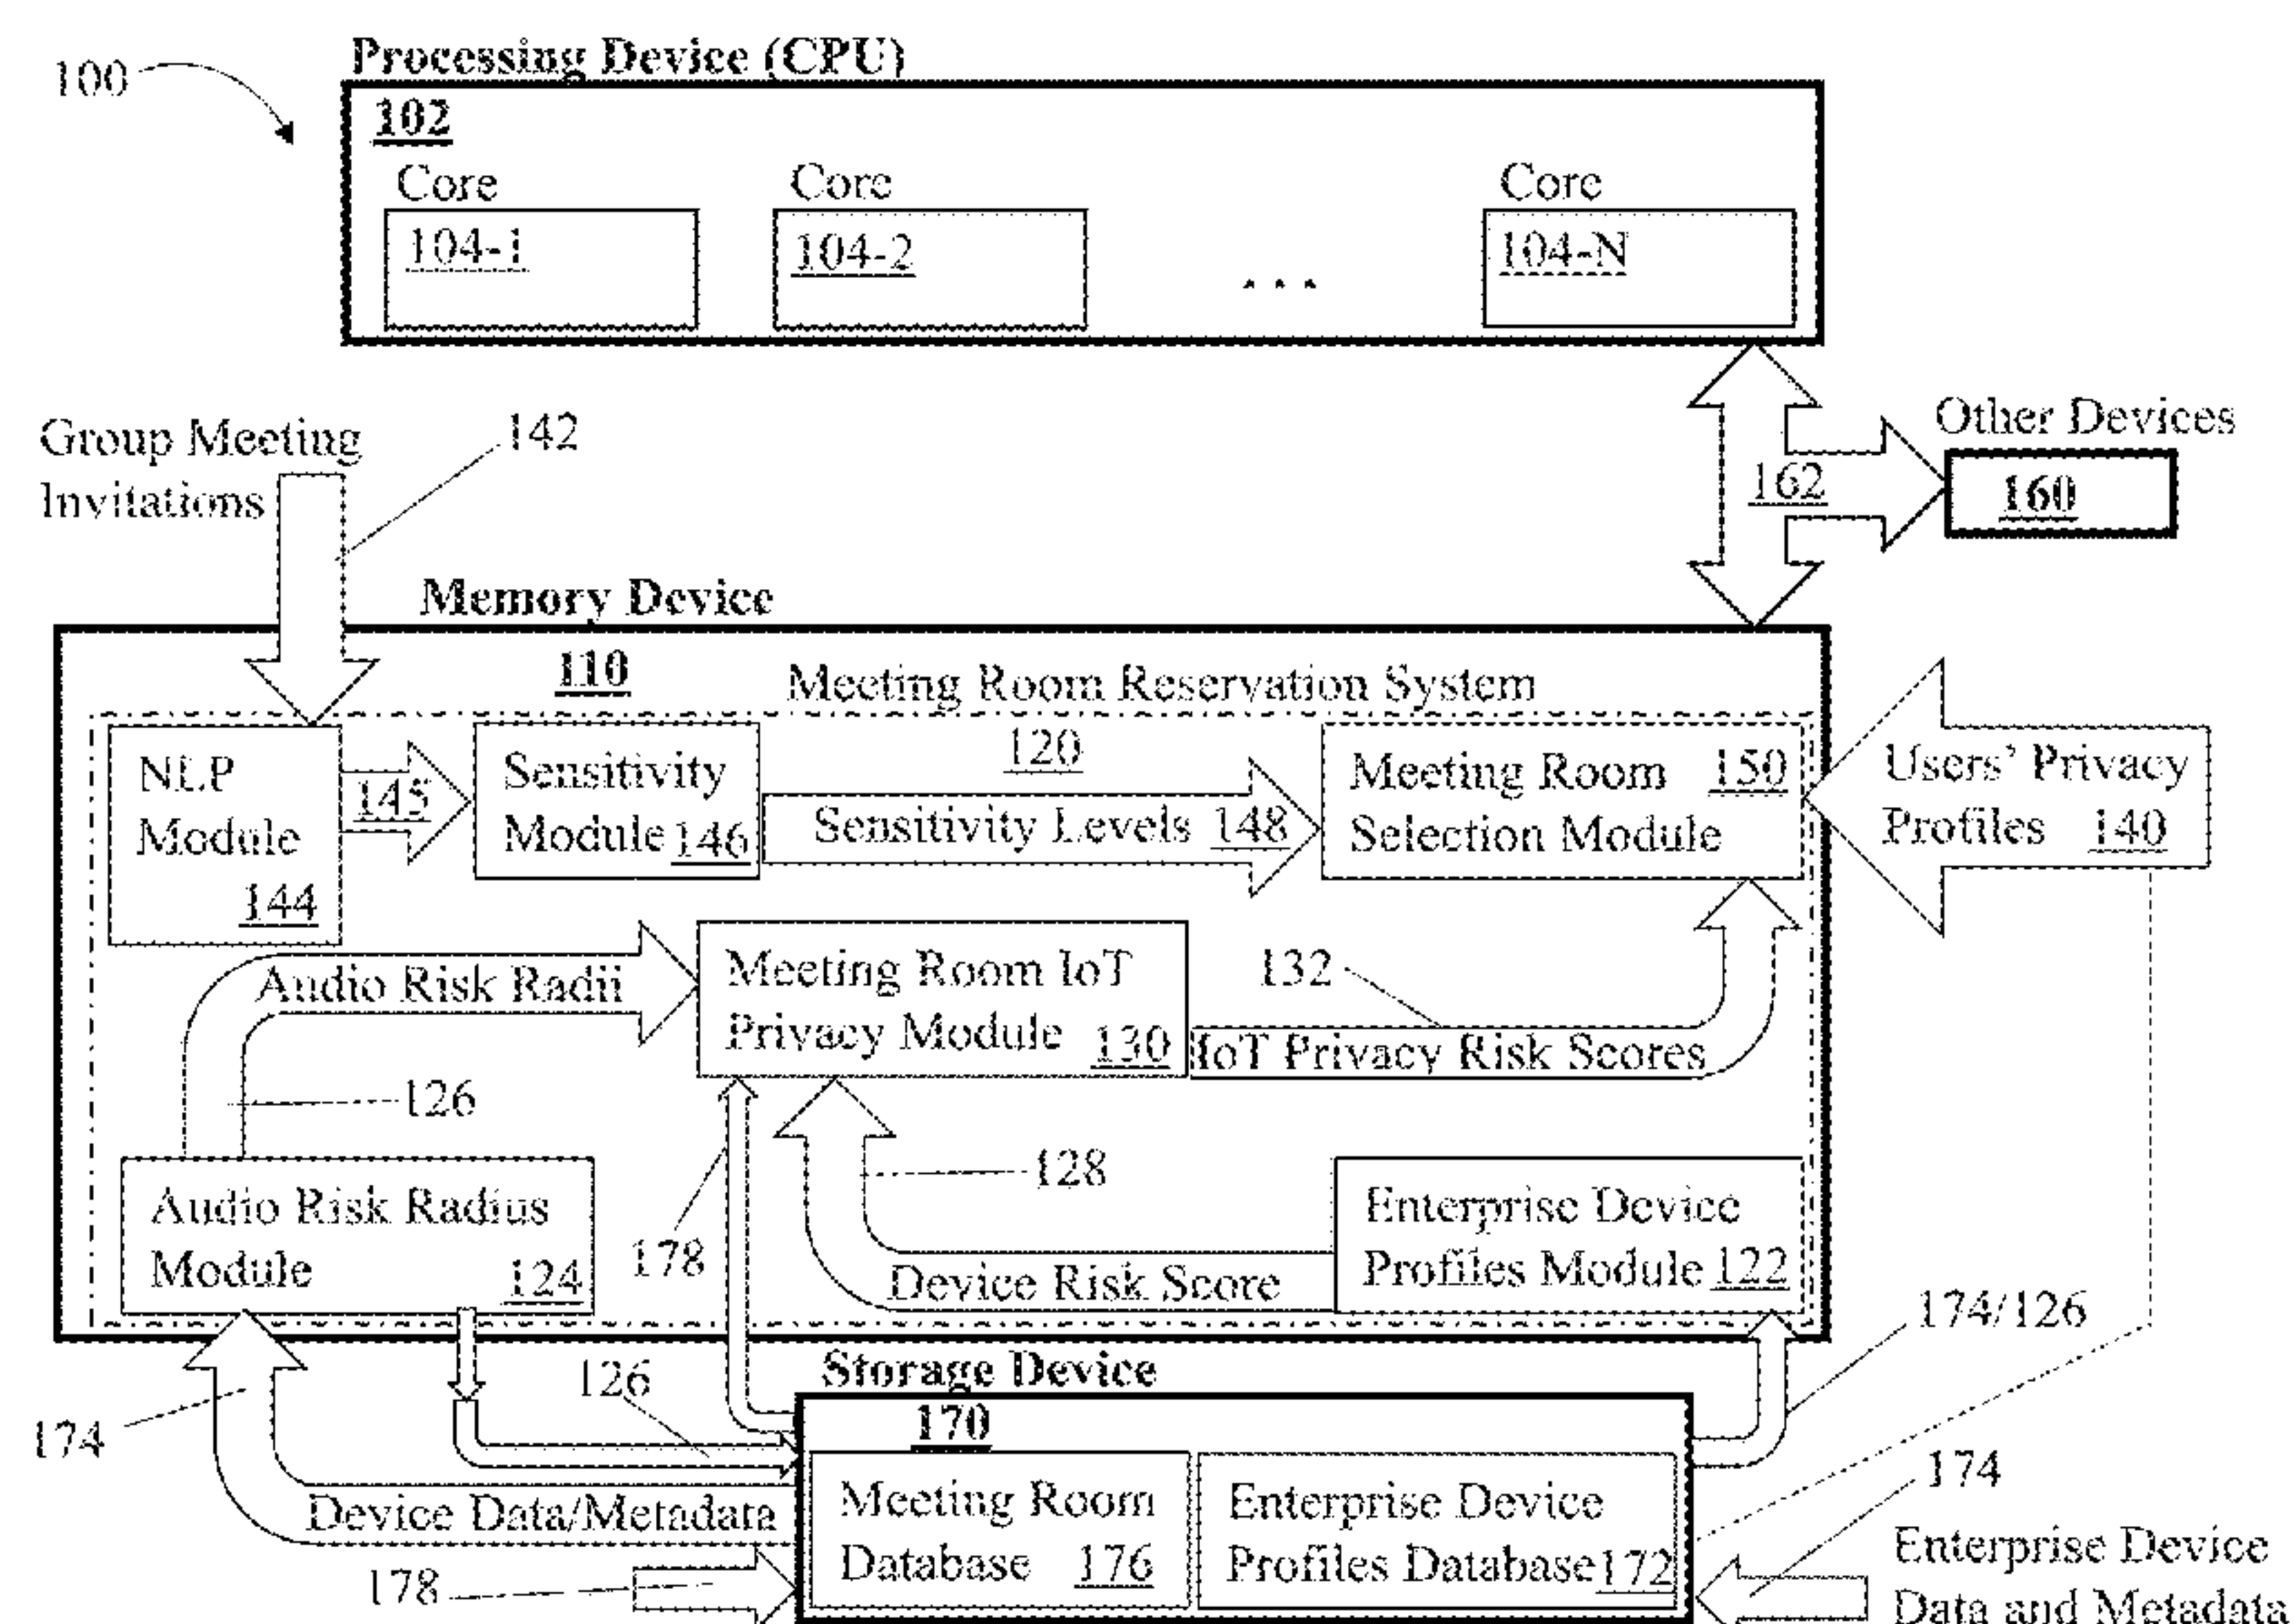 100
Processing Device (CPU)
102
Core
Core
Core
104-1
104-2
. . .
104-N
Group Meeting
Invitations
142
Other Devices
162
160
Memory Device
110
Meeting Room Reservation System
120
NLP
Module
144
145
Sensitivity
Module 146
Sensitivity Levels 148
Meeting Room 150
Selection Module
Users' Privacy
Profiles 140
Audio Risk Radii
Meeting Room IoT
Privacy Module 130
132
IoT Privacy Risk Scores
126
128
178
Audio Risk Radius
Module 124
Device Risk Score
Enterprise Device
Profiles Module 122
174/126
Storage Device
126
174
170
Device Data/Metadata
Meeting Room
Database 176
Enterprise Device
Profiles Database 172
174
178
Enterprise Device
Data and Metadata